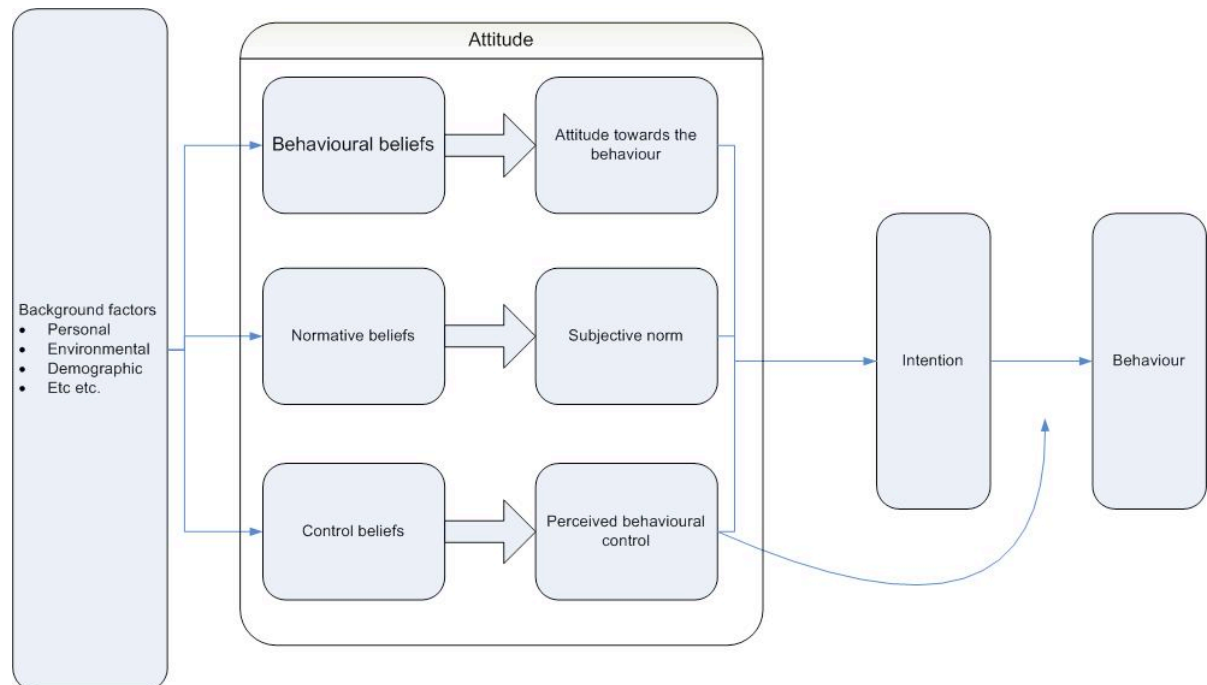 Attitude
Behavioural beliefs
Attitude towards the
behaviour
Background factors
• Personal
• Environmental
• Demographic
• Etc etc.
Normative beliefs
Subjective norm
Intention
Behaviour
Control beliefs
Perceived behavioural
control